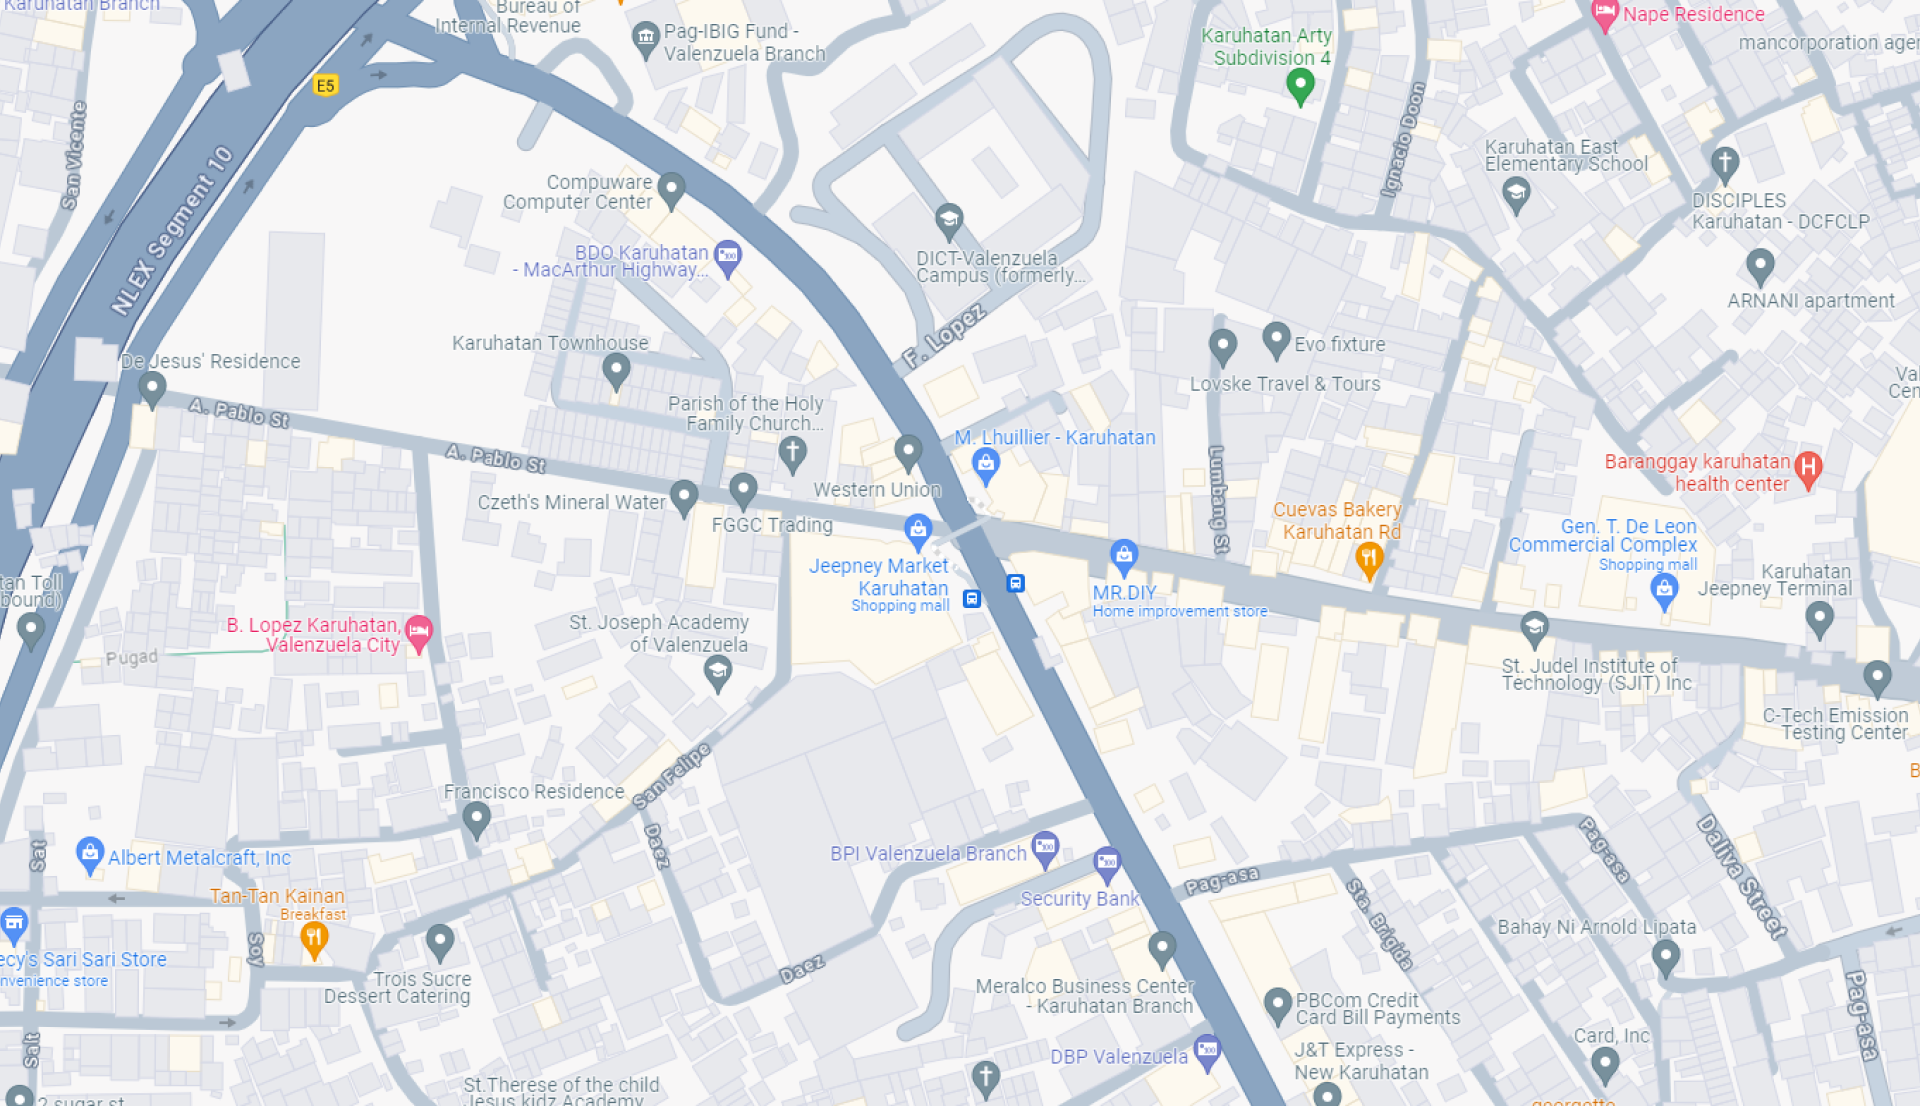 Karuhatan Branch
Bureau of
Internal Revenue
Pag-IBIG Fund -
Valenzuela Branch
Karuhatan Arty
Subdivision 4
Nape Residence
mancorporation ager
E5
San Vicente
NLEX Segment 10
Ignacio Doon
Karuhatan East
Elementary School
DISCIPLES
Karuhatan - DCFCLP
Compuware
Computer Center
BDO Karuhatan
- MacArthur Highway...
DICT-Valenzuela
Campus (formerly...
ARNANI apartment
F. Lopez
Karuhatan Townhouse
De Jesus' Residence
Evo fixture
Lovske Travel & Tours
Val
Cen
A. Pablo St
A. Pablo St
Parish of the Holy
Family Church...
M. Lhuillier - Karuhatan
Lumbang St
Baranggay karuhatan
health center
Czeth's Mineral Water
Western Union
FGGC Trading
Cuevas Bakery
Karuhatan Rd
Gen. T. De Leon
Commercial Complex
Shopping mall
Jeepney Market
Karuhatan
Shopping mall
MR.DIY
Home improvement store
Karuhatan
Jeepney Terminal
tan Toll
bound)
B. Lopez Karuhatan,
Valenzuela City
Pugad
St. Joseph Academy
of Valenzuela
St. Judel Institute of
Technology (SJIT) Inc
C-Tech Emission
Testing Center
B
San Felipe
Francisco Residence
Daez
Sat
Albert Metalcraft, Inc
BPI Valenzuela Branch
Security Bank
Pag-asa
Pag-asa
Daliva Street
Tan-Tan Kainan
Breakfast
Sta. Brigida
Bahay Ni Arnold Lipata
Soy
ecy's Sari Sari Store
nvenience store
Trois Sucre
Dessert Catering
Daez
Meralco Business Center
- Karuhatan Branch
PBCom Credit
Card Bill Payments
Pag-asa
Salt
DBP Valenzuela
J&T Express -
New Karuhatan
Card, Inc
St.Therese of the child
Jesus kidz Academy
2 sugar st
georgette